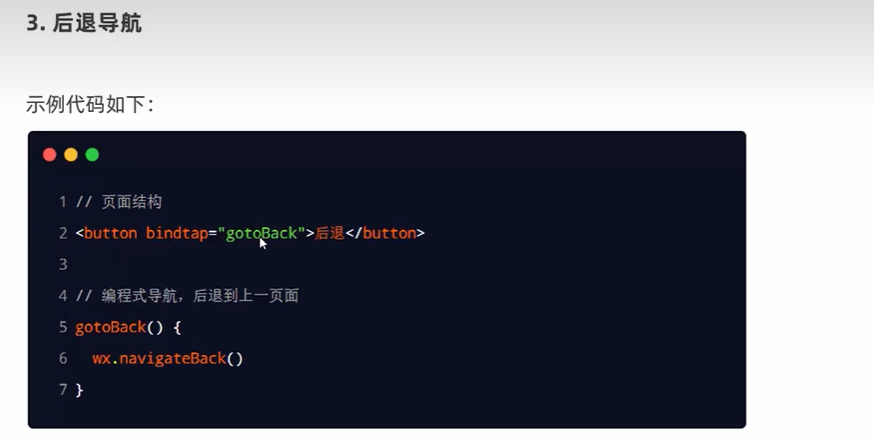 3. 后退导航
示例代码如下：
1 // 页面结构
2 <button bindtap="gotoBack">后退</button>
3
4 // 编程式导航，后退到上一页面
5 gotoBack() {
6   wx.navigateBack()
7 }